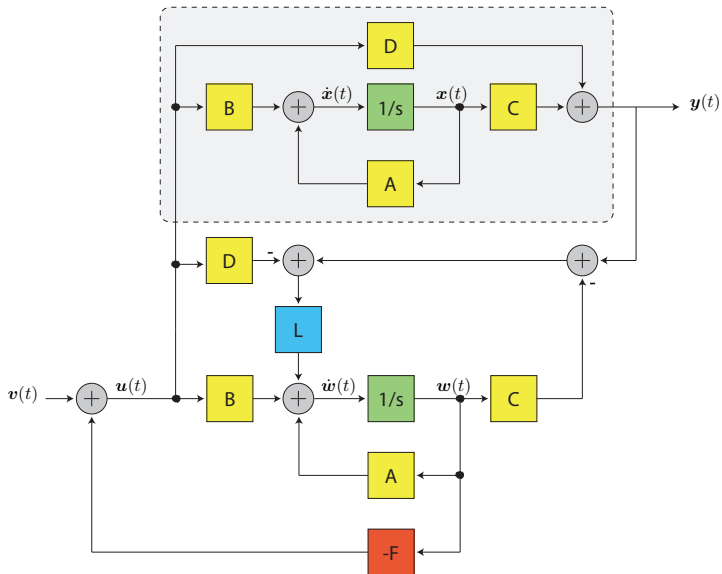 D
B
+
ẋ(t)
1/s
x(t)
C
+
y(t)
A
D
-
+
+
-
L
v(t)
+
u(t)
B
+
ẇ(t)
1/s
w(t)
C
A
-F